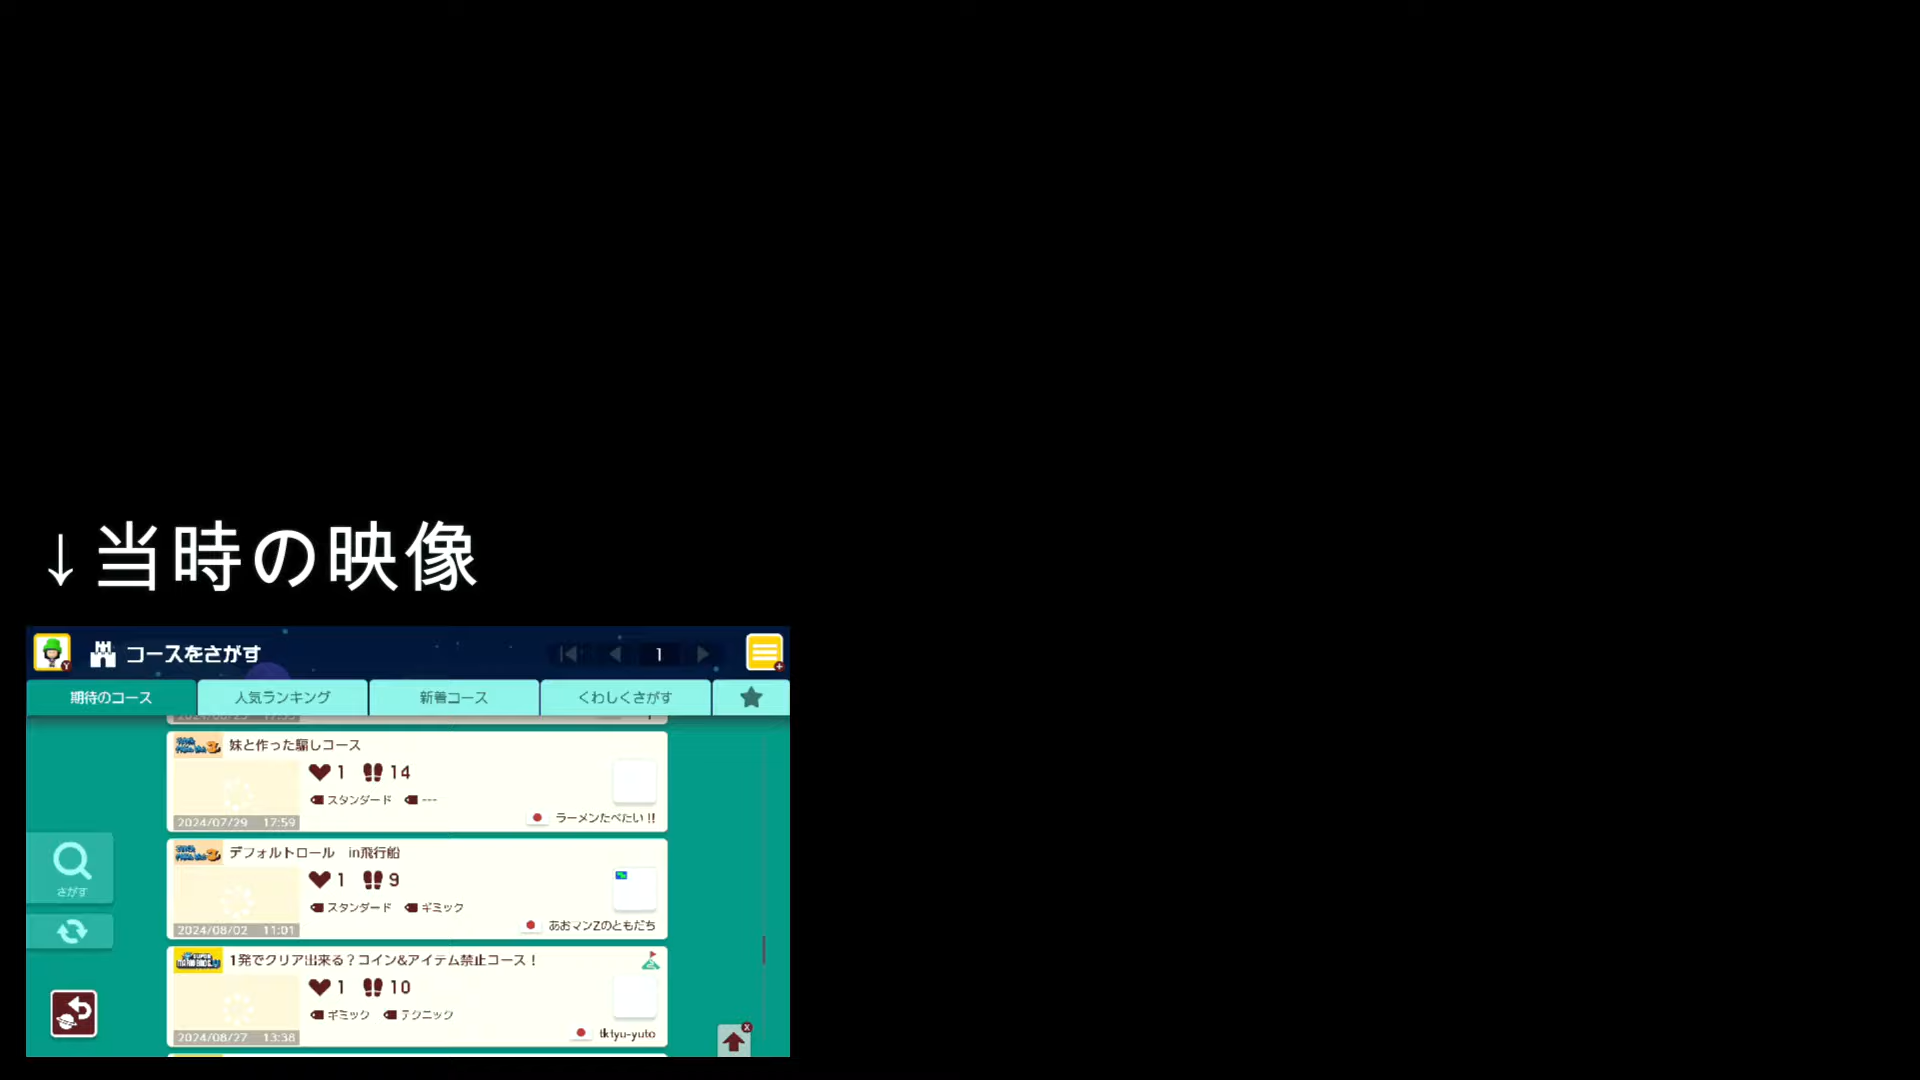 ↓当時の映像
コースをさがす
1
期待のコース
人気ランキング
新着コース
くわしくさがす
妹と作った騙しコース
1 14
スタンダード ---
2024/07/29 17:59
ラーメンたべたい!!
デフォルトロール in飛行船
1 9
スタンダード ギミック
2024/08/02 11:01
あおマンZのともだち
さがす
1発でクリア出来る?コイン&アイテム禁止コース!
1 10
ギミック テクニック
2024/08/27 13:38
tktyu-yuto